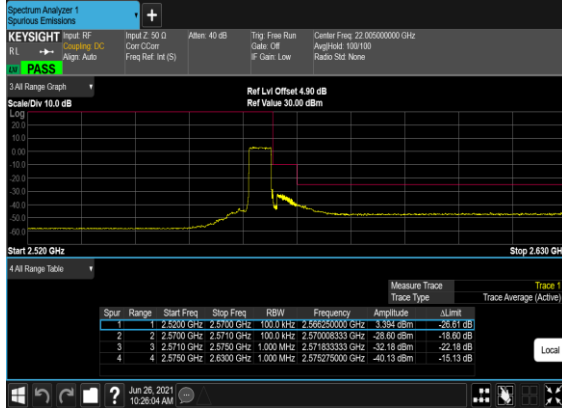 Spectrum Analyzer 1
Spurious Emissions
+
KEYSIGHT Input: RF Input Z: 50 Ω Atten: 40 dB Trig: Free Run Center Freq: 22.005000000 GHz
RL Coupling: DC Corr CCorr Gate: Off Avg|Hold: 100/100
Align: Auto Freq Ref: Int (S) IF Gain: Low Radio Std: None
PASS
3 All Range Graph
Ref Lvl Offset 4.90 dB
Scale/Div 10.0 dB Ref Value 30.00 dBm
Log
20.0
10.0
0.00
-10.0
-20.0
-30.0
-40.0
-50.0
-60.0
Start 2.520 GHz Stop 2.630 GHz
4 All Range Table
Measure Trace Trace 1
Trace Type Trace Average (Active)
Spur Range Start Freq Stop Freq RBW Frequency Amplitude ΔLimit
1 1 2.5200 GHz 2.5700 GHz 100.0 kHz 2.566250000 GHz 3.394 dBm -26.61 dB
2 2 2.5700 GHz 2.5710 GHz 100.0 kHz 2.570008333 GHz -28.60 dBm -18.60 dB
3 3 2.5710 GHz 2.5750 GHz 1.000 MHz 2.571833333 GHz -32.18 dBm -22.18 dB
4 4 2.5750 GHz 2.6300 GHz 1.000 MHz 2.575275000 GHz -40.13 dBm -15.13 dB
Local
? Jun 26, 2021
10:26:04 AM